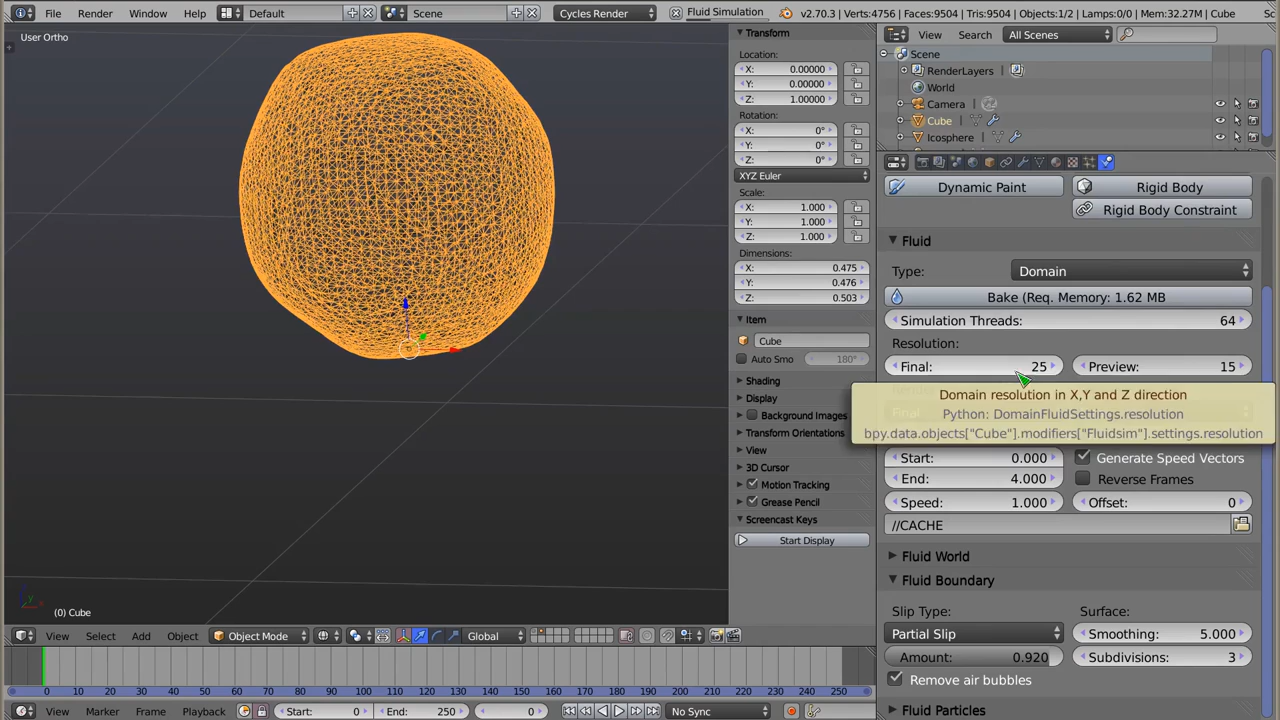 File Render Window Help Default Scene Cycles Render Fluid Simulation v2.70.3 | Verts:4756 | Faces:9504 | Tris:9504 | Objects:1/2 | Lamps:0/0 | Mem:32.27M | Cube
User Ortho
(0) Cube
View Select Add Object Object Mode Global
0 10 20 30 40 50 60 70 80 90 100 110 120 130 140 150 160 170 180 190 200 210 220 230 240 250
View Marker Frame Playback Start: 0 End: 250 0 No Sync
Transform
Location:
X: 0.00000
Y: 0.00000
Z: 1.00000
Rotation:
X: 0°
Y: 0°
Z: 0°
XYZ Euler
Scale:
X: 1.000
Y: 1.000
Z: 1.000
Dimensions:
X: 0.475
Y: 0.476
Z: 0.503
Item
Cube
Auto Smo 180°
Shading
Display
Background Images
Transform Orientations
View
3D Cursor
Motion Tracking
Grease Pencil
Screencast Keys
Start Display
View Search All Scenes
Scene
RenderLayers
World
Camera
Cube
Icosphere
Dynamic Paint Rigid Body
Rigid Body Constraint
Fluid
Type: Domain
Bake (Req. Memory: 1.62 MB
Simulation Threads: 64
Resolution:
Final: 25 Preview: 15
Domain resolution in X,Y and Z direction
Python: DomainFluidSettings.resolution
bpy.data.objects["Cube"].modifiers["Fluidsim"].settings.resolution
Start: 0.000 Generate Speed Vectors
End: 4.000 Reverse Frames
Speed: 1.000 Offset: 0
//CACHE
Fluid World
Fluid Boundary
Slip Type: Surface:
Partial Slip Smoothing: 5.000
Amount: 0.920 Subdivisions: 3
Remove air bubbles
Fluid Particles